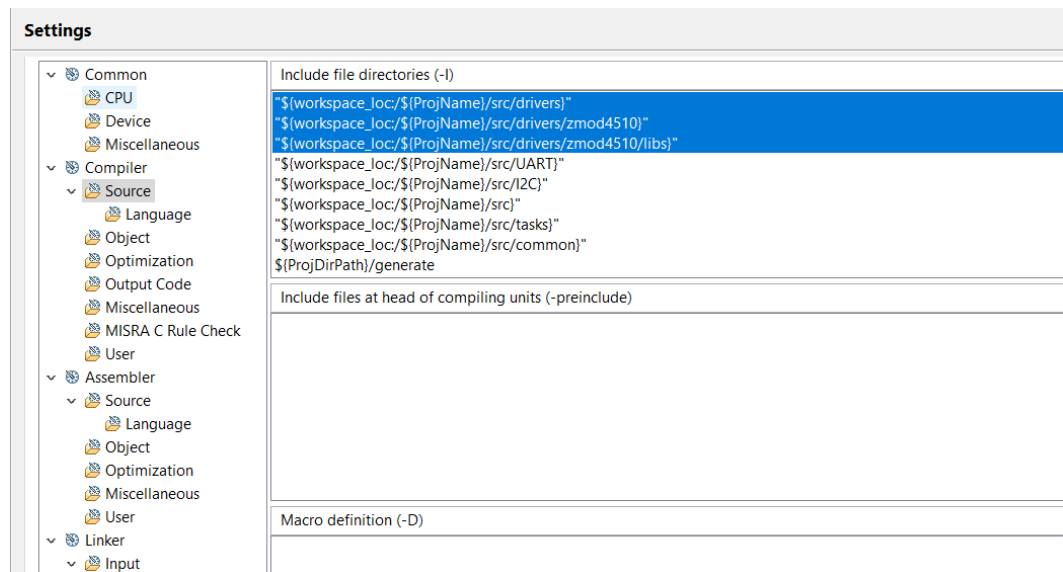 Settings
Common
CPU
Device
Miscellaneous
Compiler
Source
Language
Object
Optimization
Output Code
Miscellaneous
MISRA C Rule Check
User
Assembler
Source
Language
Object
Optimization
Miscellaneous
User
Linker
Input
Include file directories (-I)
"${workspace_loc:/${ProjName}/src/drivers}"
"${workspace_loc:/${ProjName}/src/drivers/zmod4510}"
"${workspace_loc:/${ProjName}/src/drivers/zmod4510/libs}"
"${workspace_loc:/${ProjName}/src/UART}"
"${workspace_loc:/${ProjName}/src/I2C}"
"${workspace_loc:/${ProjName}/src}"
"${workspace_loc:/${ProjName}/src/tasks}"
"${workspace_loc:/${ProjName}/src/common}"
${ProjDirPath}/generate
Include files at head of compiling units (-preinclude)
Macro definition (-D)